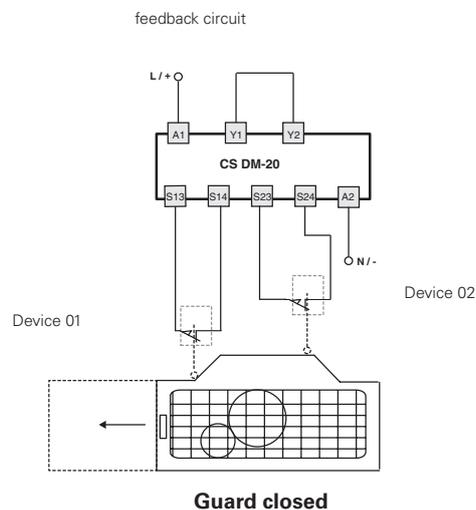 feedback circuit
L / +
A1 Y1 Y2
CS DM-20
S13 S14 S23 S24 A2
N / -
Device 02
Device 01
Guard closed